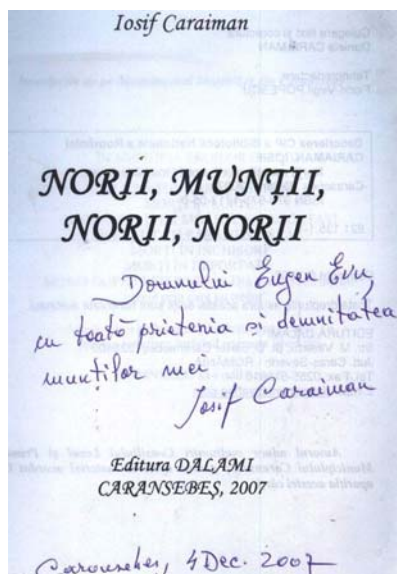 Iosif Caraiman
NORII, MUNȚII,
NORII, NORII
Domnului Eugen Evu,
cu toată prietenia și demnitatea
munților mei
Iosif Caraiman
Editura DALAMI
CARANSEBEȘ, 2007
Caransebeș, 4 Dec. 2007